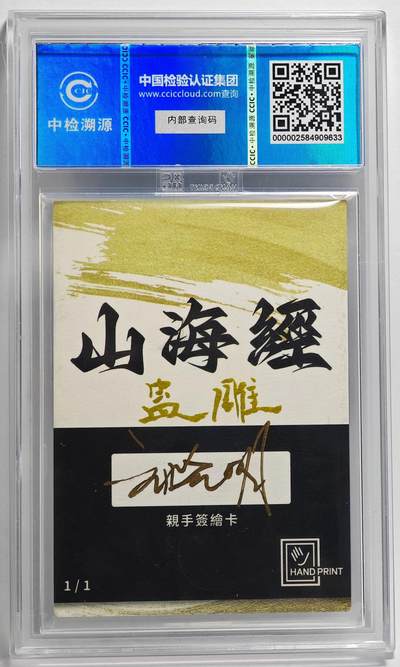 中国检验认证集团
www.cciccloud.com查询
CCIC
中检溯源
内部查询码
000002584909633
山海經
蛊雕
親手簽繪卡
1/1
HAND PRINT